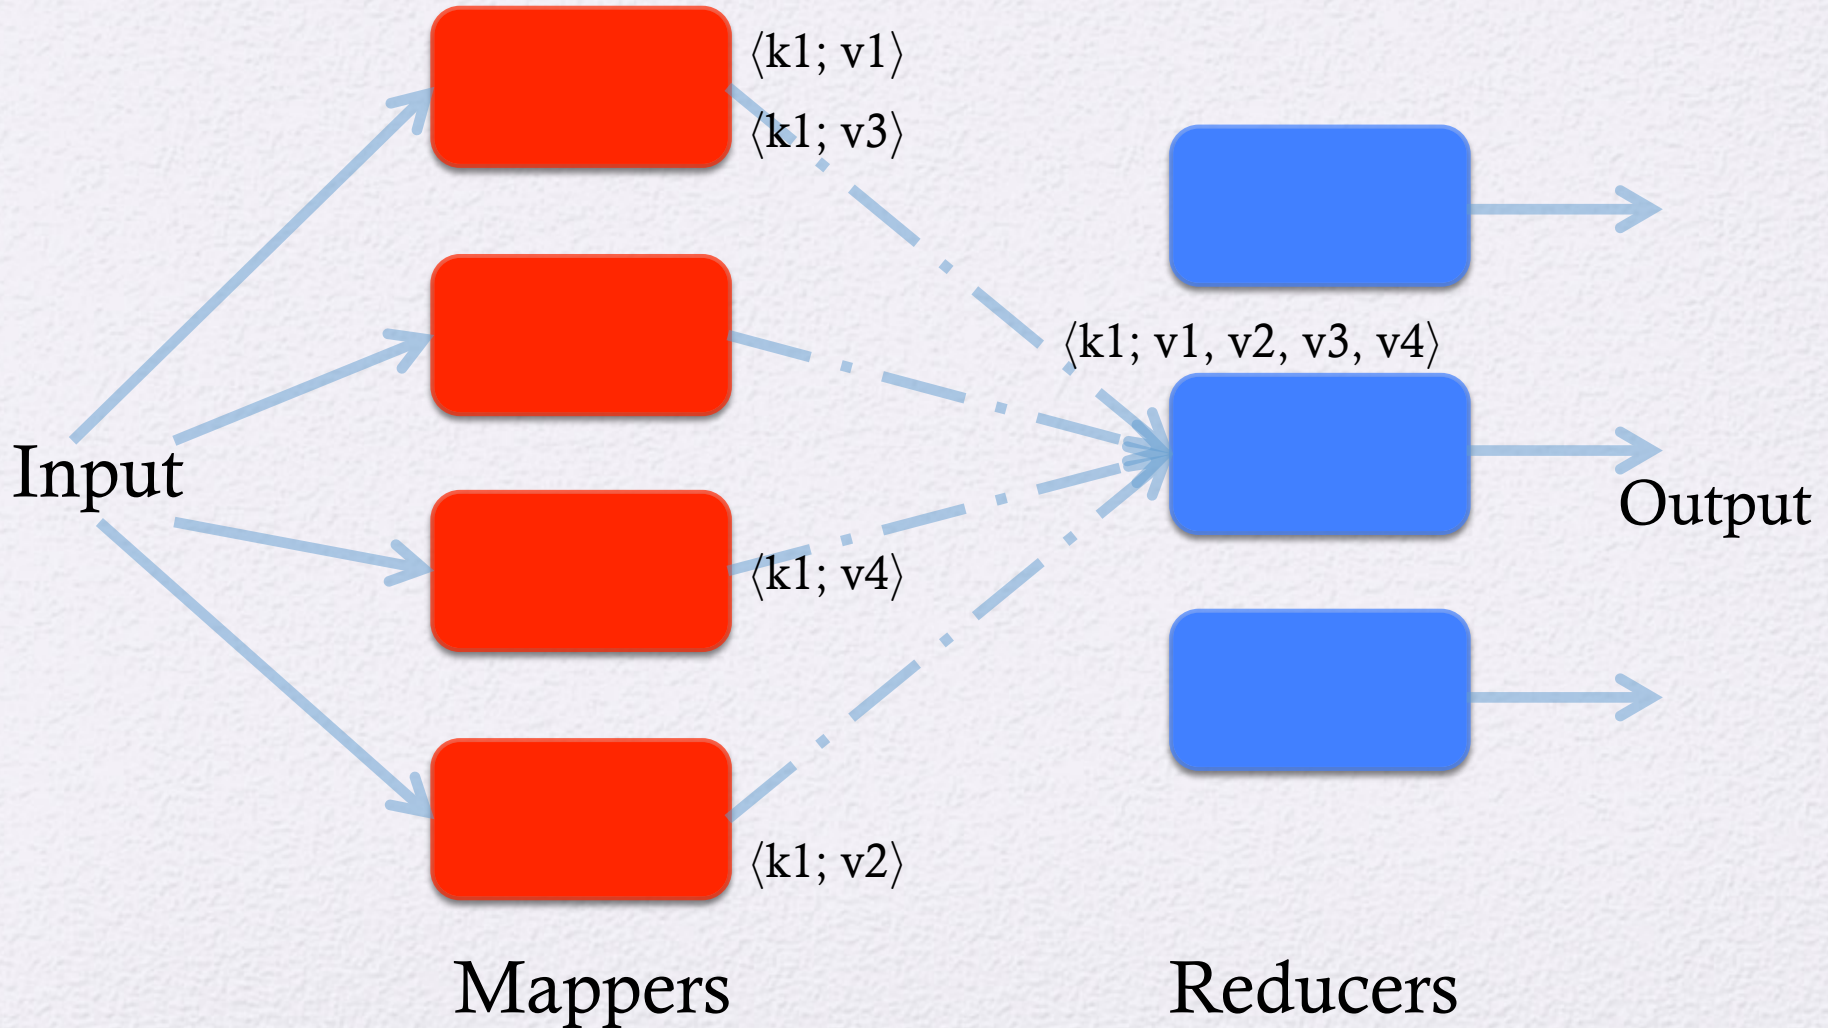 ⟨k1; v1⟩
⟨k1; v3⟩
⟨k1; v1, v2, v3, v4⟩
Input
Output
⟨k1; v4⟩
⟨k1; v2⟩
Mappers
Reducers